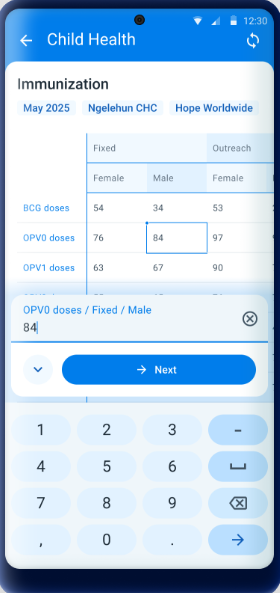 12:30
Child Health
Immunization
May 2025 Ngelehun CHC Hope Worldwide
Fixed Outreach
Female Male Female
BCG doses 54 34 53
OPV0 doses 76 84 97
OPV1 doses 63 67 90
OPV0 doses / Fixed / Male
84
Next
1 2 3 -
4 5 6
7 8 9
, 0 .